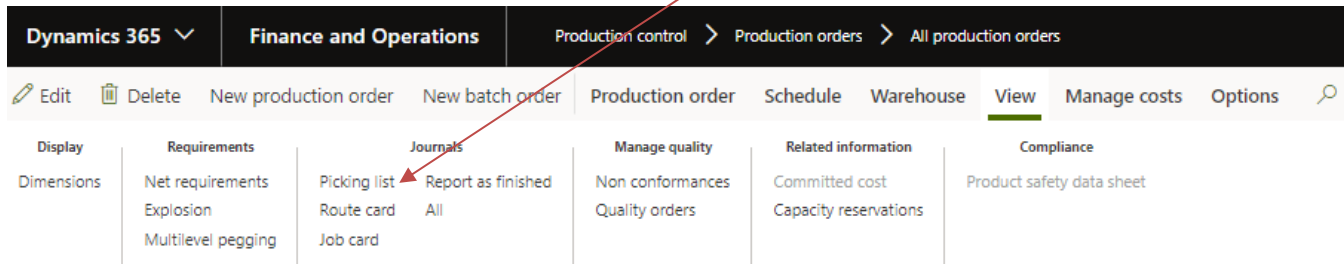 Dynamics 365 Finance and Operations Production control > Production orders > All production orders
Edit Delete New production order New batch order Production order Schedule Warehouse View Manage costs Options
Display Requirements Journals Manage quality Related information Compliance
Dimensions Net requirements Picking list Report as finished Non conformances Committed cost Product safety data sheet
Explosion Route card All Quality orders Capacity reservations
Multilevel pegging Job card